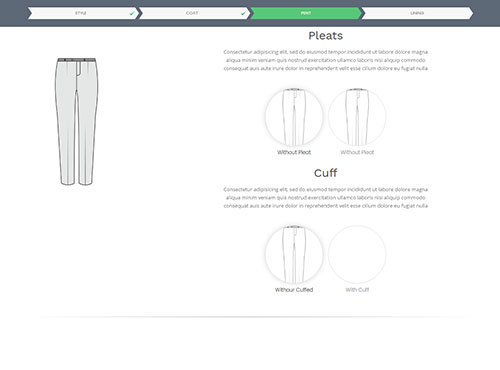 STYLE
COAT
PANT
LINING
Pleats
Consectetur adipisicing elit, sed do eiusmod tempor incididunt ut labore dolore magna
aliqua minim veniam quis nostrud exercitation ullamco laboris nisi aliquip commodo
consequat aute irure dolor in reprehenderit velit esse cillum dolore eu fugiat nulla
Without Pleat
Without Pleat
Cuff
Consectetur adipisicing elit, sed do eiusmod tempor incididunt ut labore dolore magna
aliqua minim veniam quis nostrud exercitation ullamco laboris nisi aliquip commodo
consequat aute irure dolor in reprehenderit velit esse cillum dolore eu fugiat nulla
Withour Cuffed
With Cuff